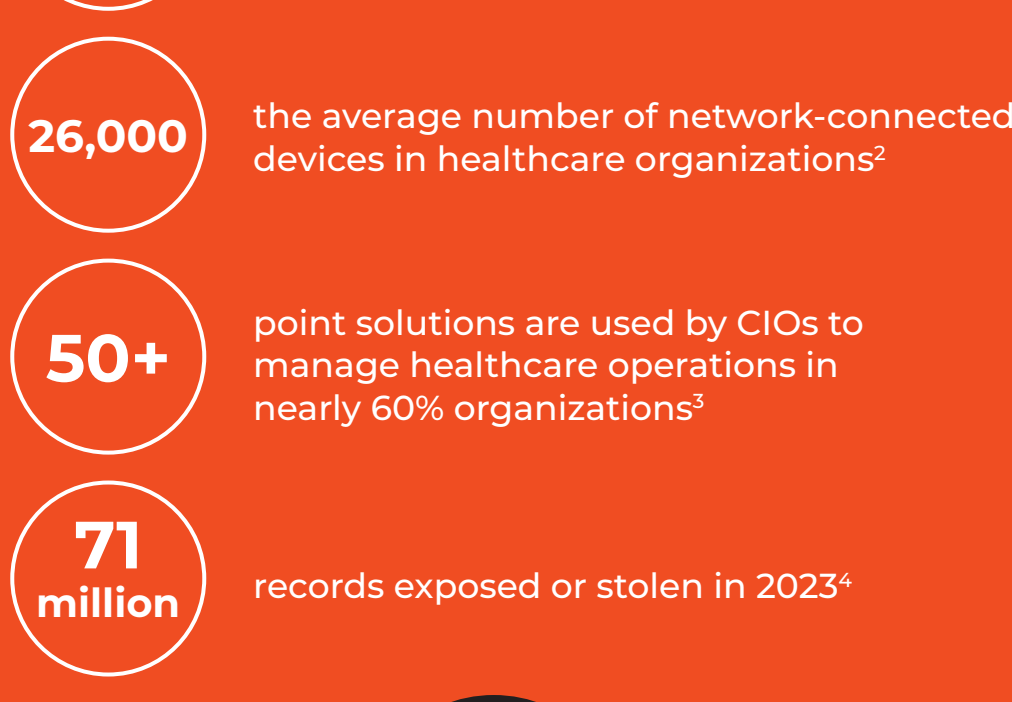 26,000
the average number of network-connected
devices in healthcare organizations²
50+
point solutions are used by CIOs to
manage healthcare operations in
nearly 60% organizations³
71
million
records exposed or stolen in 2023⁴